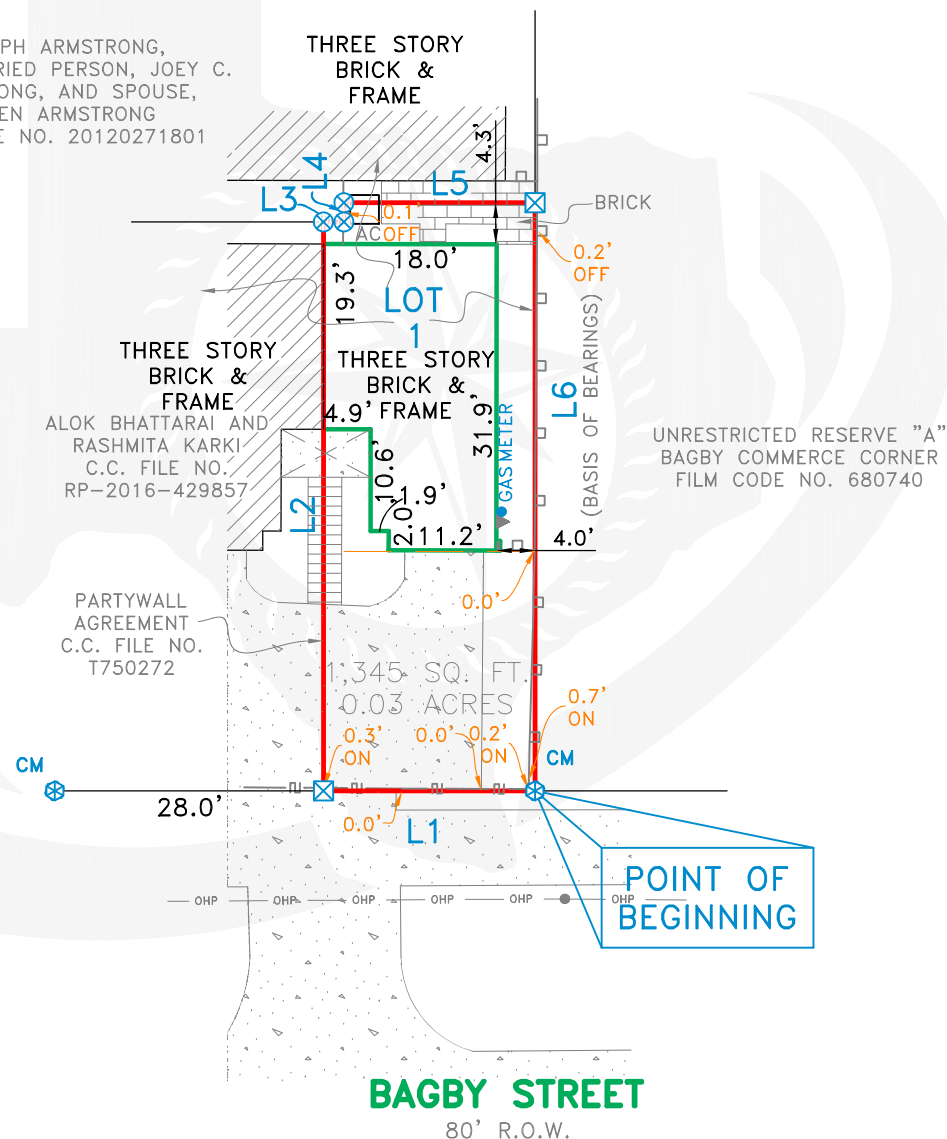 PH ARMSTRONG,
RIED PERSON, JOEY C.
ONG, AND SPOUSE,
EN ARMSTRONG
E NO. 20120271801
THREE STORY
BRICK &
FRAME
4.3'
L4
L3
L5
0.1'
OFF
AC
BRICK
0.2'
OFF
18.0'
19.3'
LOT
1
THREE STORY
BRICK &
FRAME
THREE STORY
BRICK &
FRAME
ALOK BHATTARAI AND
RASHMITA KARKI
C.C. FILE NO.
RP-2016-429857
4.9'
10.6'
1.9'
2.0'
11.2'
31.9'
GAS METER
L6
(BASIS OF BEARINGS)
UNRESTRICTED RESERVE "A"
BAGBY COMMERCE CORNER
FILM CODE NO. 680740
L2
4.0'
0.0'
PARTYWALL
AGREEMENT
C.C. FILE NO.
T750272
1,345 SQ. FT.
0.03 ACRES
0.3'
ON
0.0'
0.2'
ON
0.7'
ON
CM
CM
28.0'
0.0'
L1
POINT OF
BEGINNING
OHP OHP OHP OHP OHP OHP
BAGBY STREET
80' R.O.W.